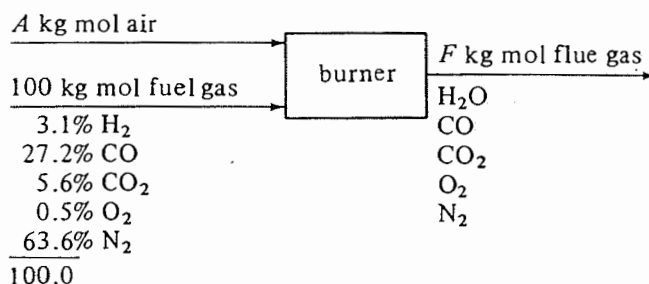 A kg mol air
100 kg mol fuel gas
3.1% H₂
27.2% CO
5.6% CO₂
0.5% O₂
63.6% N₂
100.0
burner
F kg mol flue gas
H₂O
CO
CO₂
O₂
N₂